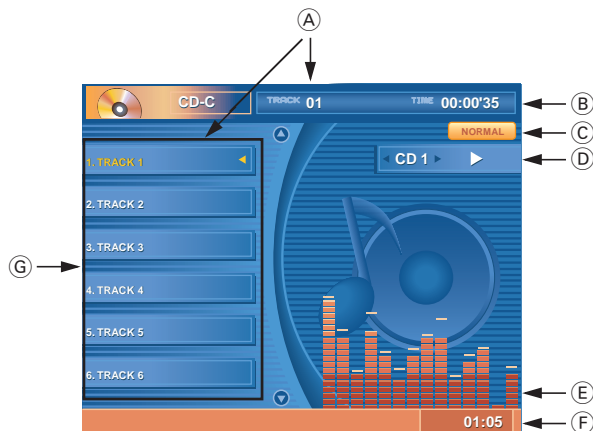 A
CD-C TRACK 01 TIME 00:00'35
B
NORMAL
C
CD 1
D
1. TRACK 1
2. TRACK 2
3. TRACK 3
G
4. TRACK 4
5. TRACK 5
6. TRACK 6
E
01:05
F